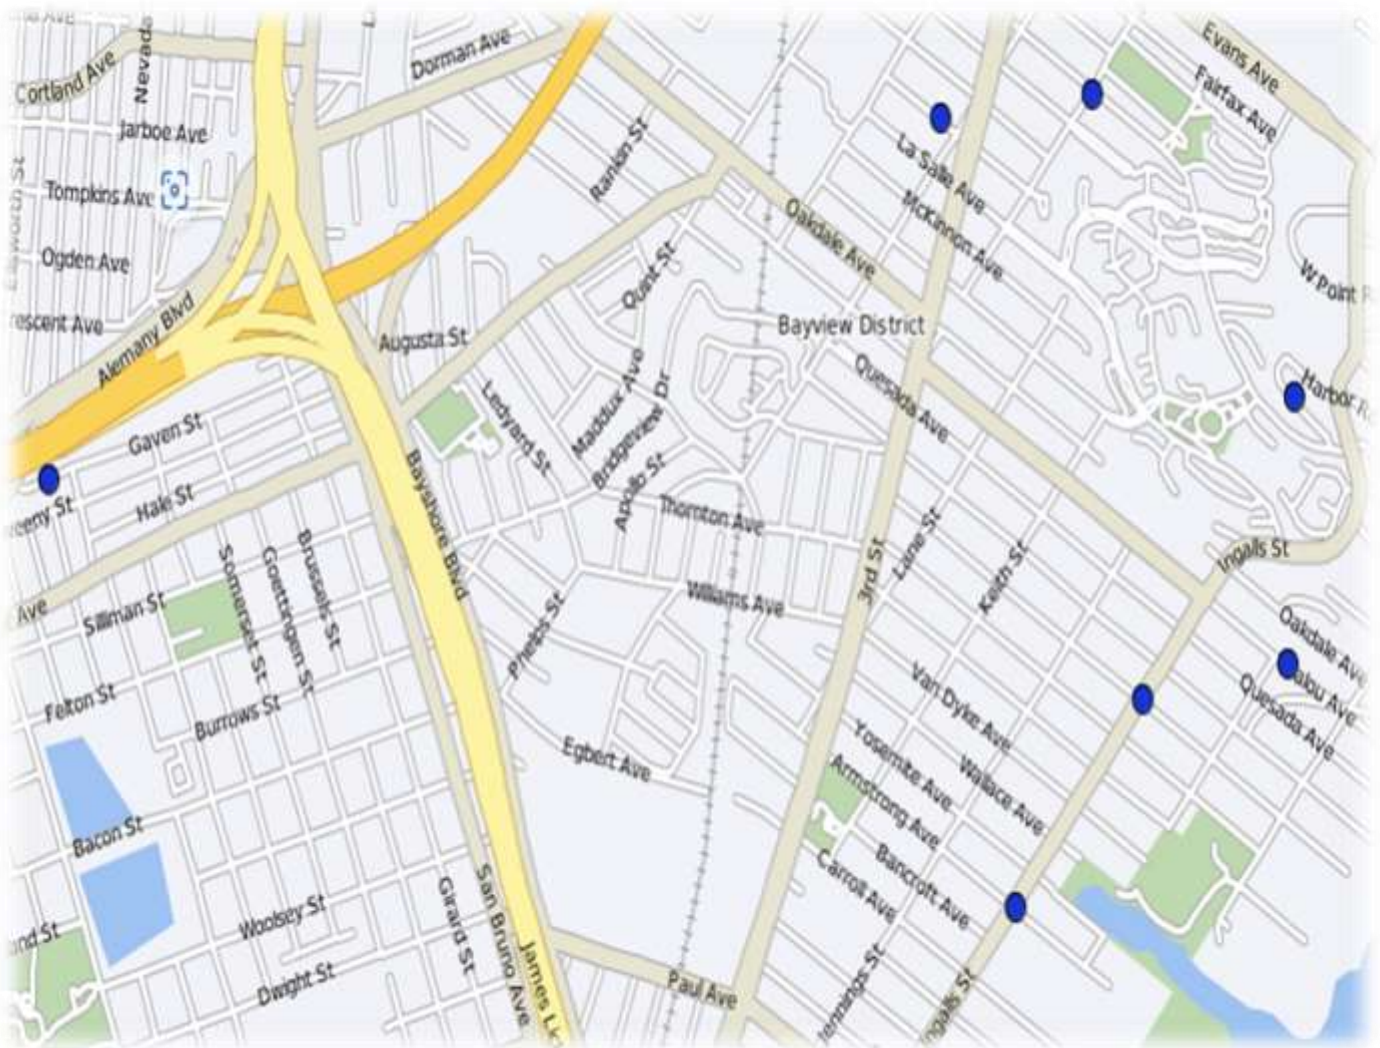 Cortland Ave
Nevada
Dorman Ave
Evans Ave
Fairfax Ave
Jarboe Ave
Rankin St
La Salle Ave
Tompkins Ave
McKinnon Ave
Oakdale Ave
Ogden Ave
Quint St
W Point
Alemany Blvd
Augusta St
Bayview District
Maddux Ave
Bridgeview Dr
Quesada Ave
Ledyard St
Harbor
Gaven St
Hale St
Bayshore Blvd
Apollo St
Thornton Ave
3rd St
Lane St
Keith St
Ingalls St
Somerset St
Goettingen St
Brussels St
Ave
Silliman St
Phelps St
Williams Ave
Oakdale Ave
Quesada Ave
Felton St
Burrows St
Van Dyke Ave
Egbert Ave
Yosemite Ave
Wallace Ave
Armstrong Ave
Bacon St
Carroll Ave
Bancroft Ave
Woolsey St
Girard St
San Bruno Ave
James
Dwight St
Paul Ave